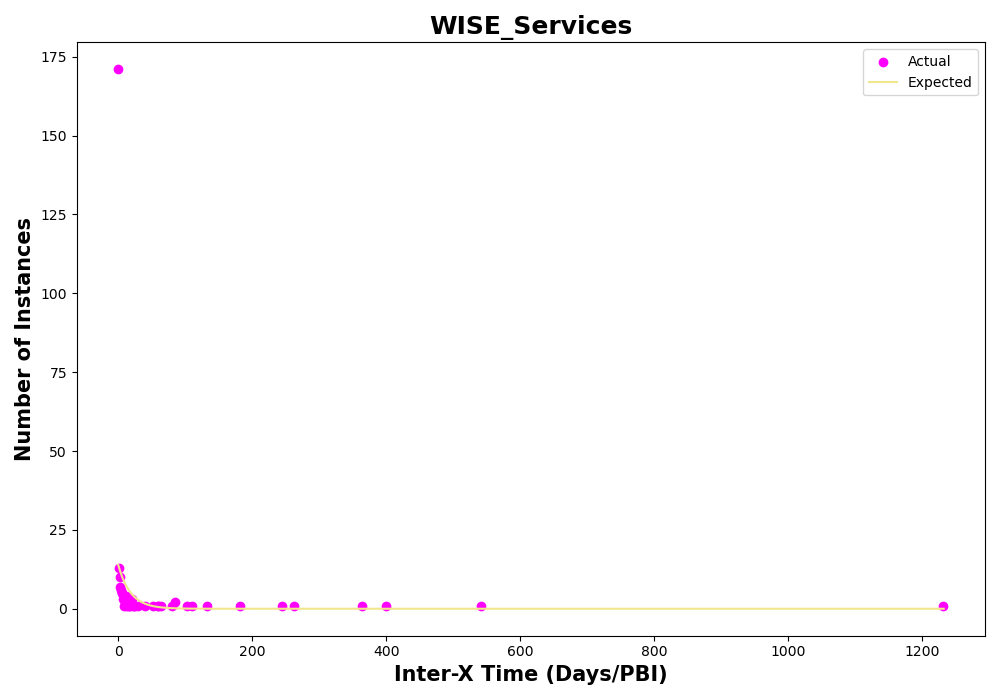 WISE_Services
Actual
Expected
175
150
125
100
75
50
25
0
Number of Instances
0 200 400 600 800 1000 1200
Inter-X Time (Days/PBI)